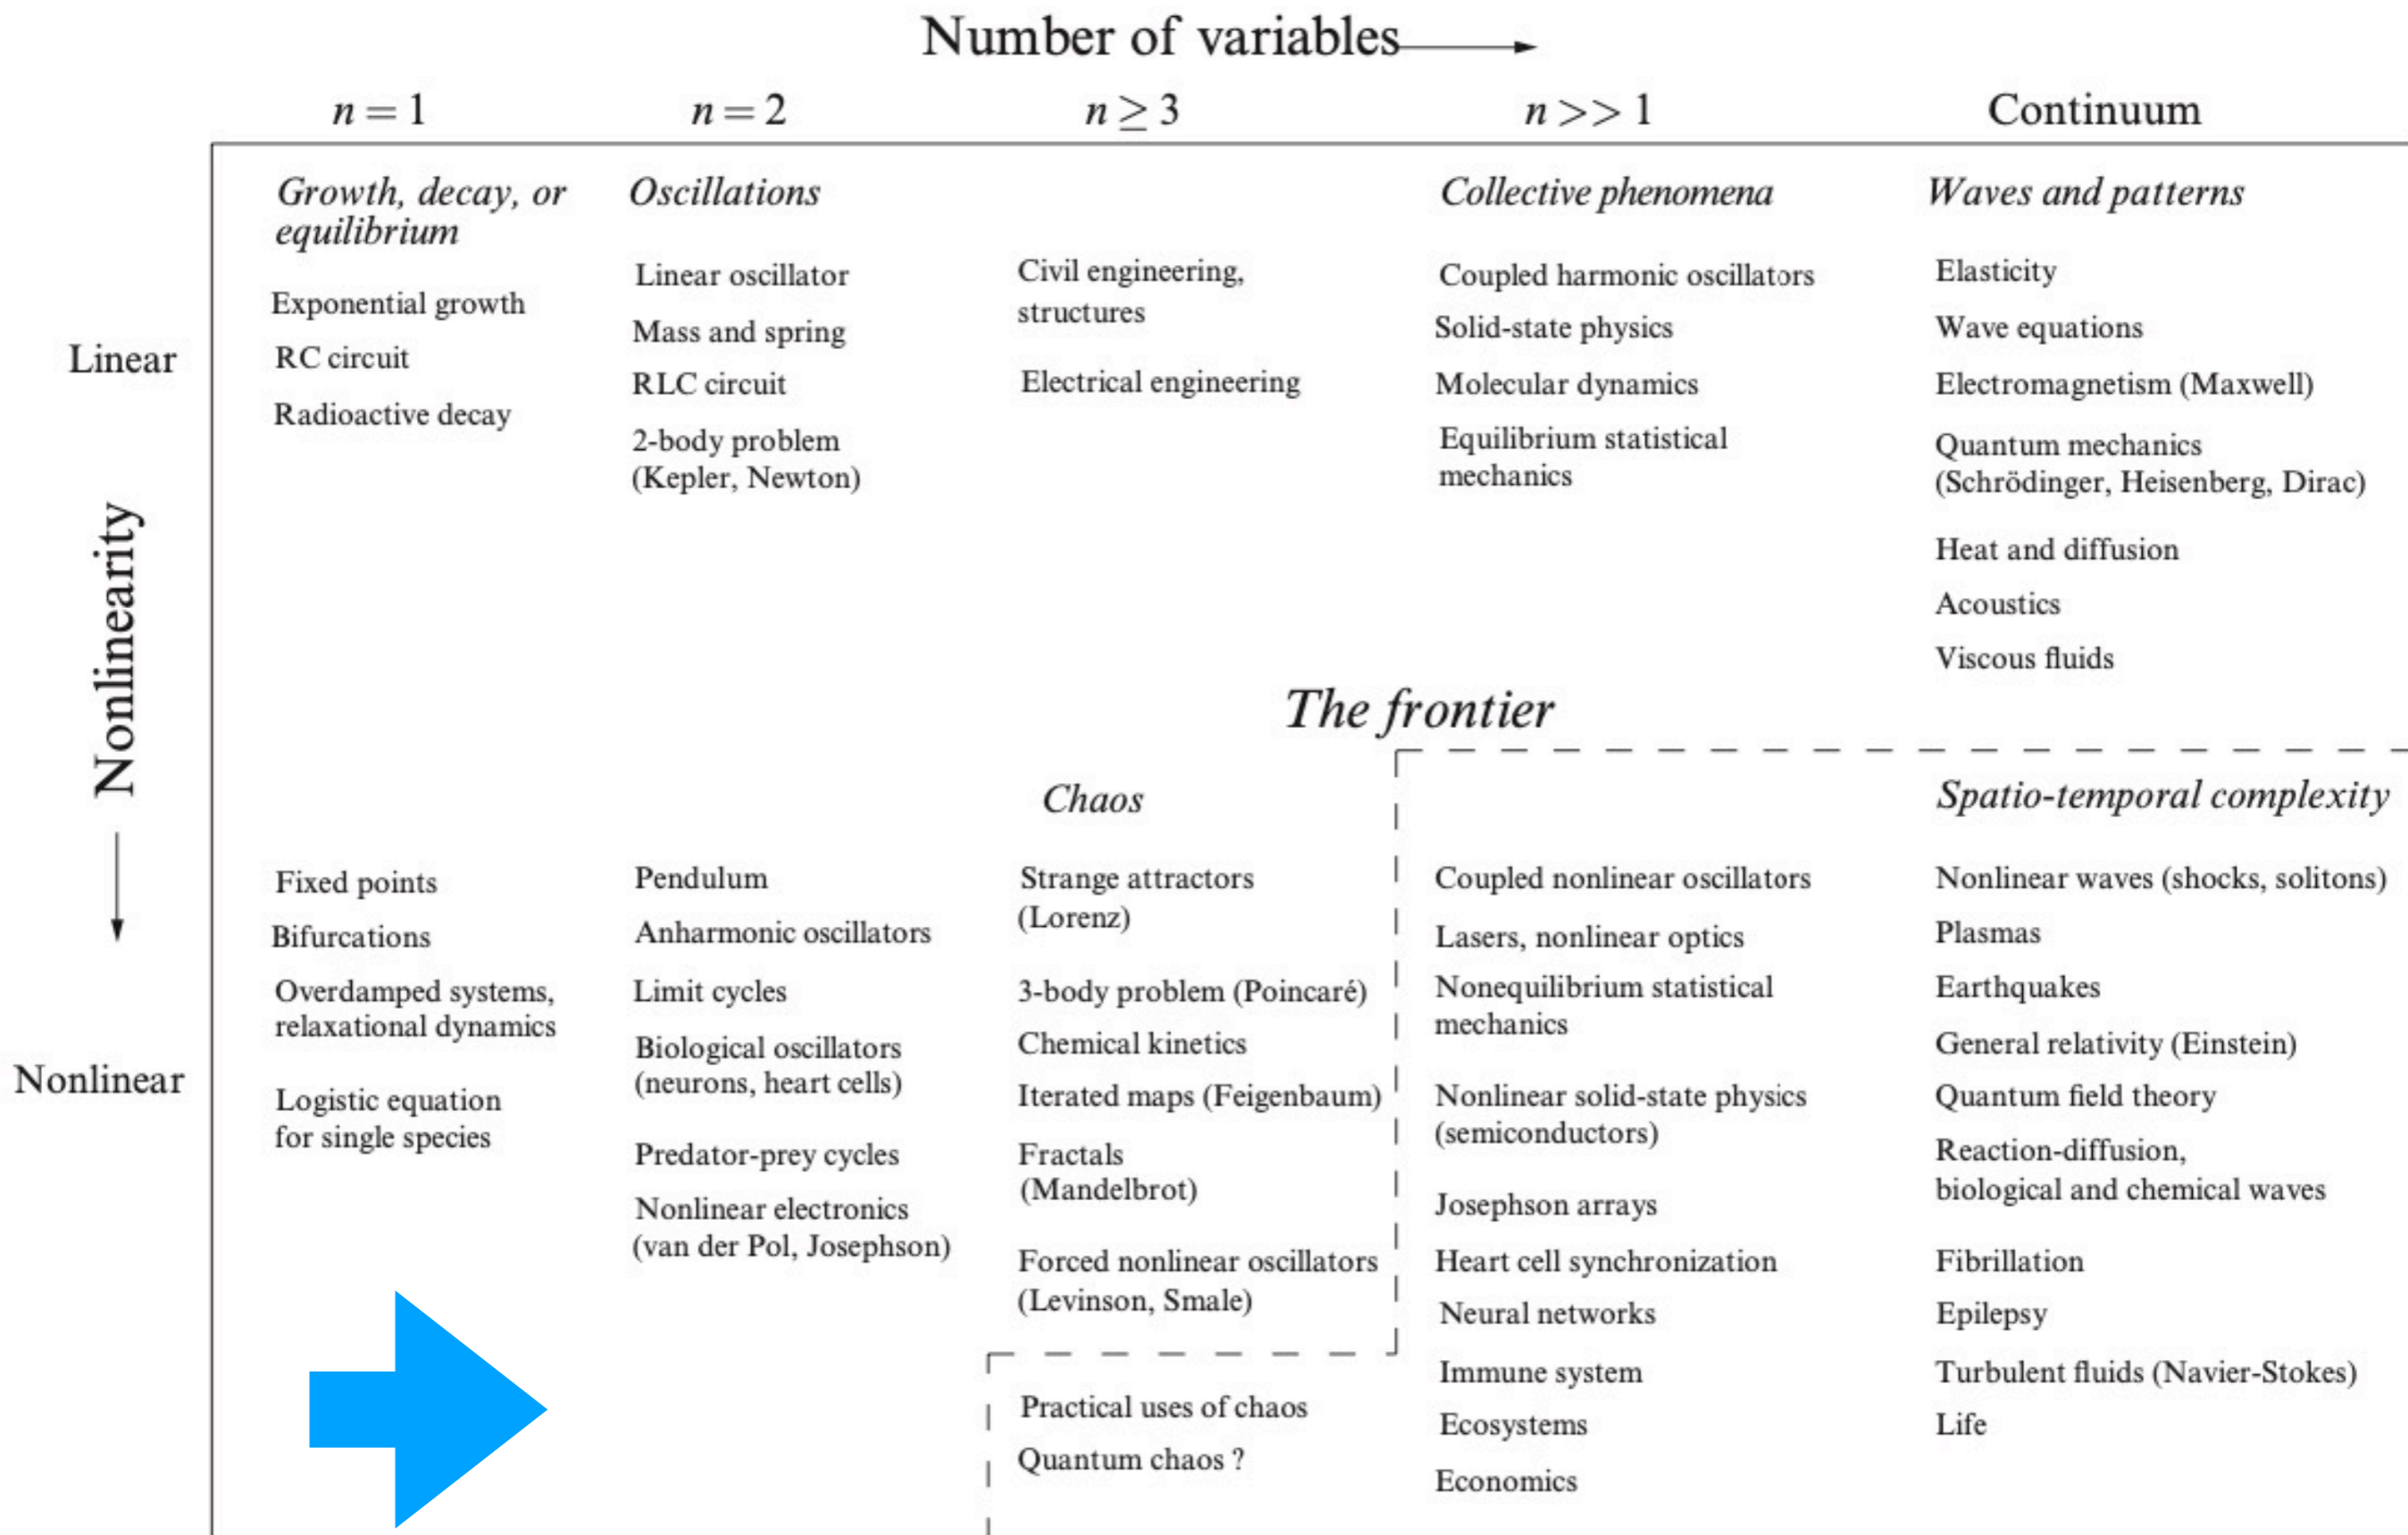 Number of variables
n = 1
n = 2
n ≥ 3
n >> 1
Continuum
Linear
Nonlinearity
Nonlinear
Growth, decay, or
equilibrium
Exponential growth
RC circuit
Radioactive decay
Oscillations
Linear oscillator
Mass and spring
RLC circuit
2-body problem
(Kepler, Newton)
Civil engineering,
structures
Electrical engineering
Collective phenomena
Coupled harmonic oscillators
Solid-state physics
Molecular dynamics
Equilibrium statistical
mechanics
Waves and patterns
Elasticity
Wave equations
Electromagnetism (Maxwell)
Quantum mechanics
(Schrödinger, Heisenberg, Dirac)
Heat and diffusion
Acoustics
Viscous fluids
The frontier
Fixed points
Bifurcations
Overdamped systems,
relaxational dynamics
Logistic equation
for single species
Pendulum
Anharmonic oscillators
Limit cycles
Biological oscillators
(neurons, heart cells)
Predator-prey cycles
Nonlinear electronics
(van der Pol, Josephson)
Chaos
Strange attractors
(Lorenz)
3-body problem (Poincaré)
Chemical kinetics
Iterated maps (Feigenbaum)
Fractals
(Mandelbrot)
Forced nonlinear oscillators
(Levinson, Smale)
Practical uses of chaos
Quantum chaos ?
Coupled nonlinear oscillators
Lasers, nonlinear optics
Nonequilibrium statistical
mechanics
Nonlinear solid-state physics
(semiconductors)
Josephson arrays
Heart cell synchronization
Neural networks
Immune system
Ecosystems
Economics
Spatio-temporal complexity
Nonlinear waves (shocks, solitons)
Plasmas
Earthquakes
General relativity (Einstein)
Quantum field theory
Reaction-diffusion,
biological and chemical waves
Fibrillation
Epilepsy
Turbulent fluids (Navier-Stokes)
Life